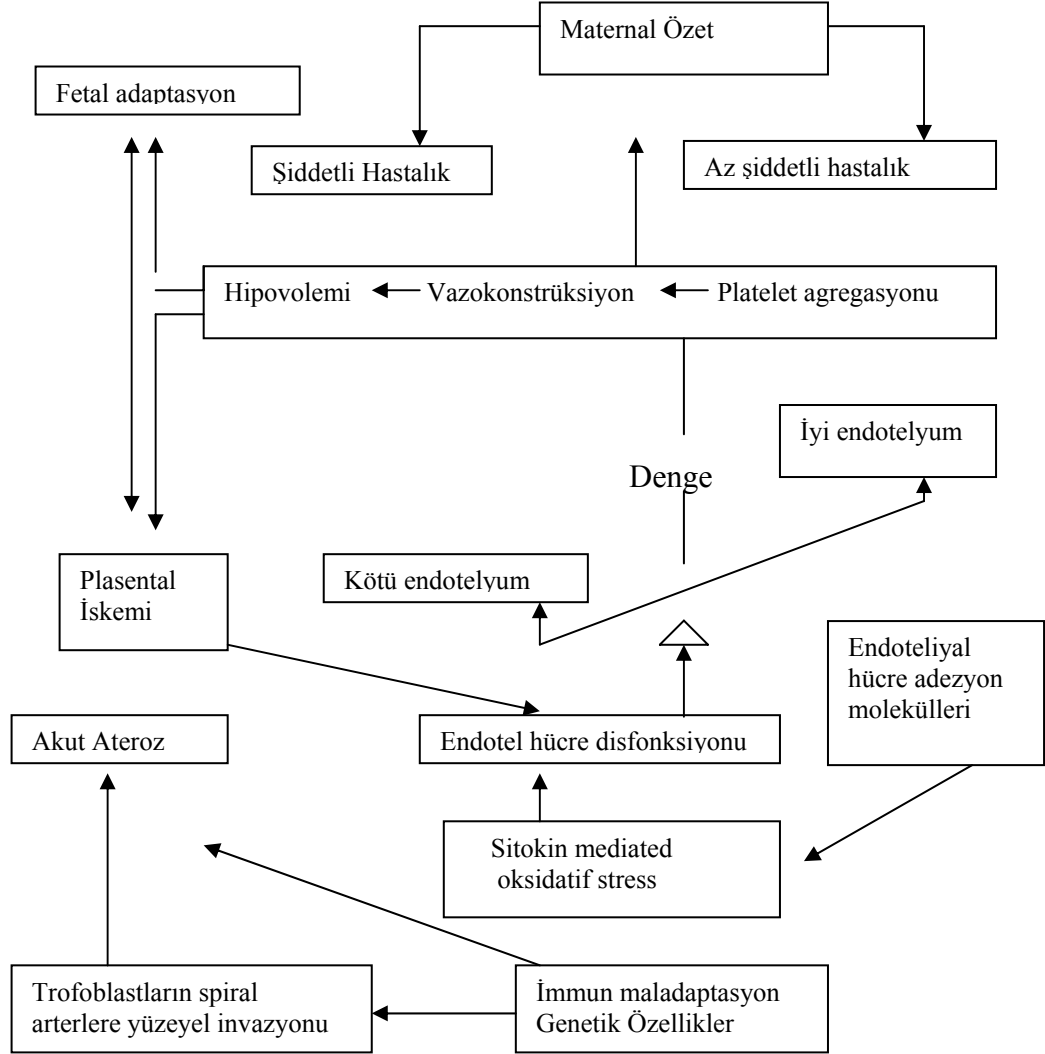 Maternal Özet
Fetal adaptasyon
Şiddetli Hastalık
Az şiddetli hastalık
Hipovolemi Vazokonstrüksiyon Platelet agregasyonu
İyi endotelyum
Denge
Kötü endotelyum
Plasental
İskemi
Endoteliyal
hücre adezyon
molekülleri
Akut Ateroz
Endotel hücre disfonksiyonu
Sitokin mediated
oksidatif stress
Trofoblastların spiral
arterlere yüzeyel invazyonu
İmmun maladaptasyon
Genetik Özellikler